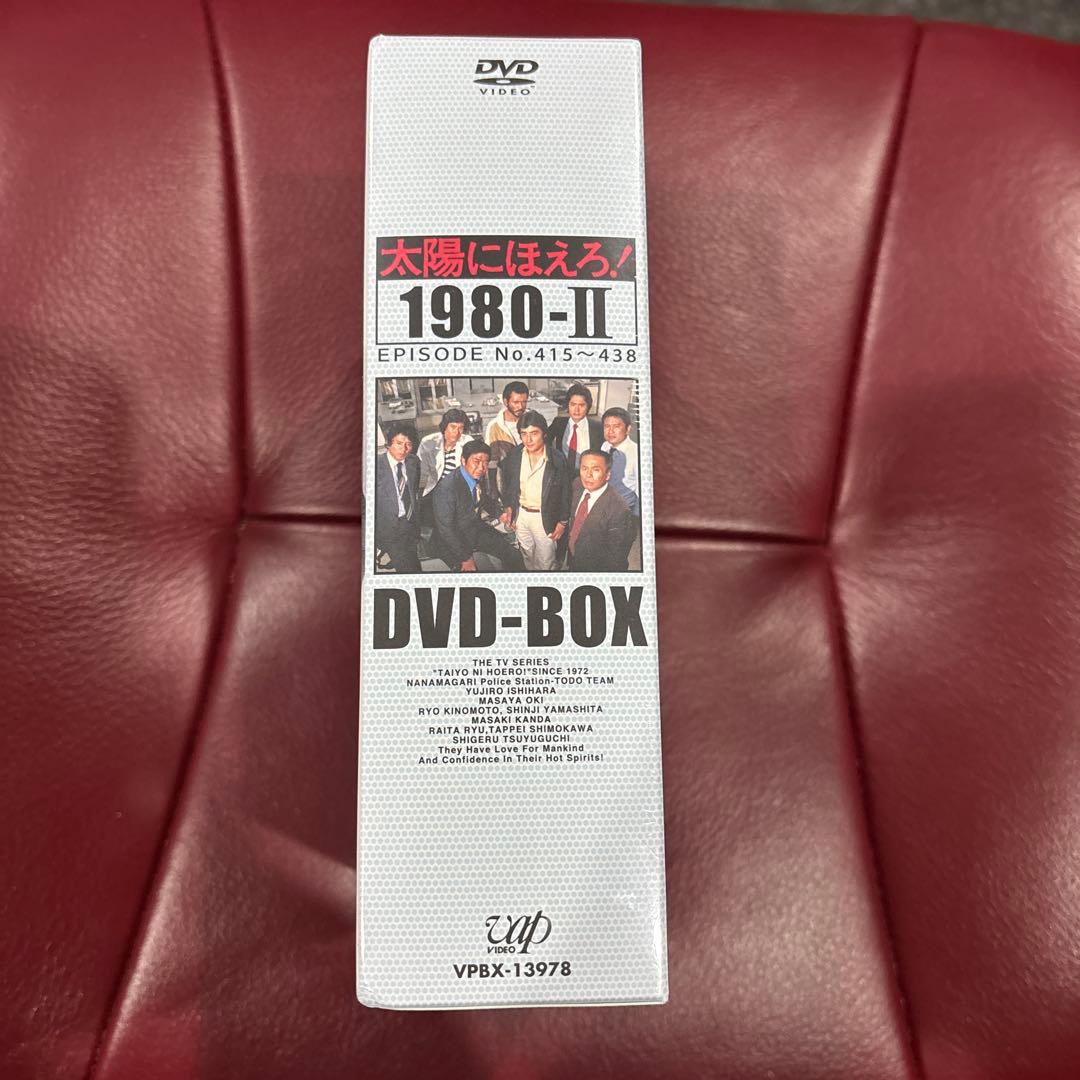 DVD
VIDEO
太陽にほえろ!
1980-II
EPISODE No.415～438
DVD-BOX
THE TV SERIES
"TAIYO NI HOERO!"SINCE 1972
NANAMAGARI Police Station-TODO TEAM
YUJIRO ISHIHARA
MASAYA OKI
RYO KINOMOTO, SHINJI YAMASHITA
MASAKI KANDA
RAITA RYU,TAPPEI SHIMOKAWA
SHIGERU TSUYUGUCHI
They Have Love For Mankind
And Confidence In Their Hot Spirits!
vap
VIDEO
VPBX-13978